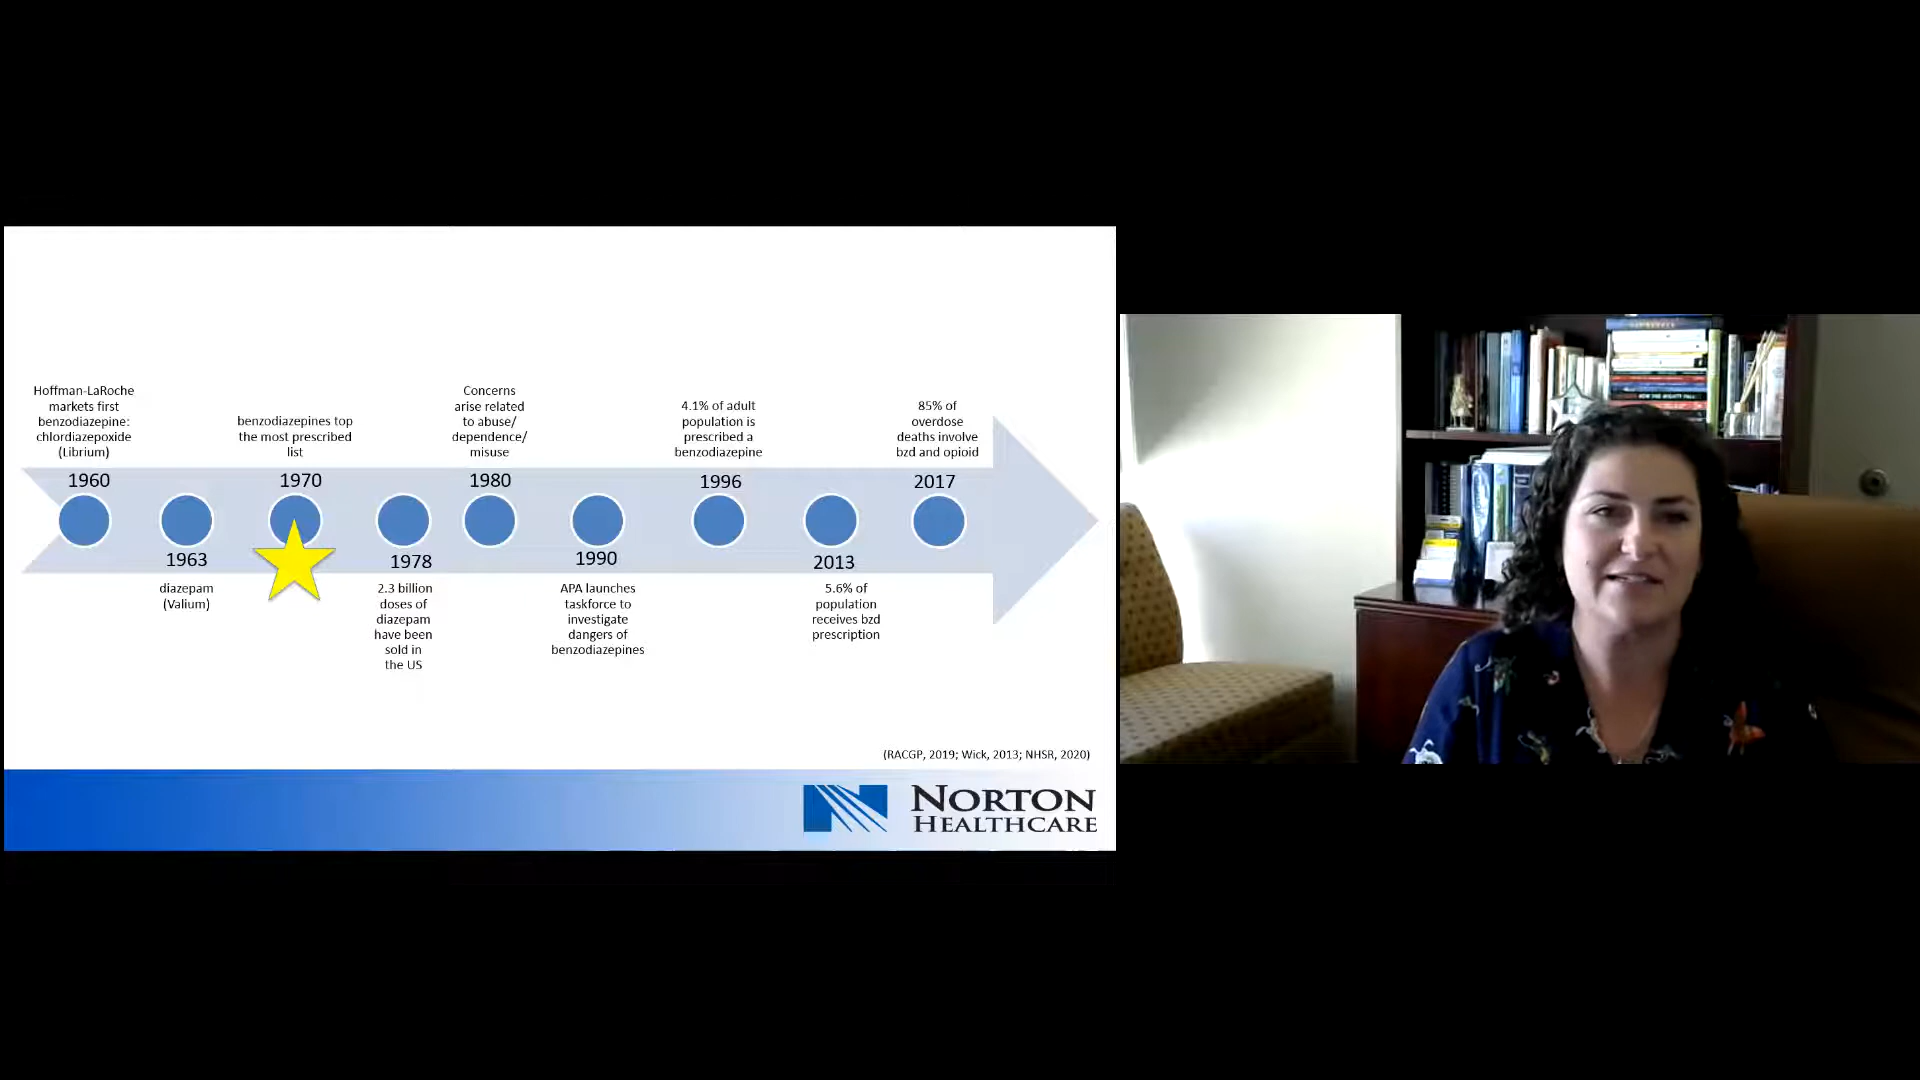 Hoffman-LaRoche
markets first
benzodiazepine:
chlordiazepoxide
(Librium)
1960
1963
diazepam
(Valium)
benzodiazepines top
the most prescribed
list
1970
1978
2.3 billion
doses of
diazepam
have been
sold in
the US
Concerns
arise related
to abuse/
dependence/
misuse
1980
1990
APA launches
taskforce to
investigate
dangers of
benzodiazepines
4.1% of adult
population is
prescribed a
benzodiazepine
1996
2013
5.6% of
population
receives bzd
prescription
85% of
overdose
deaths involve
bzd and opioid
2017
(RACGP, 2019; Wick, 2013; NHSR, 2020)
NORTON
HEALTHCARE